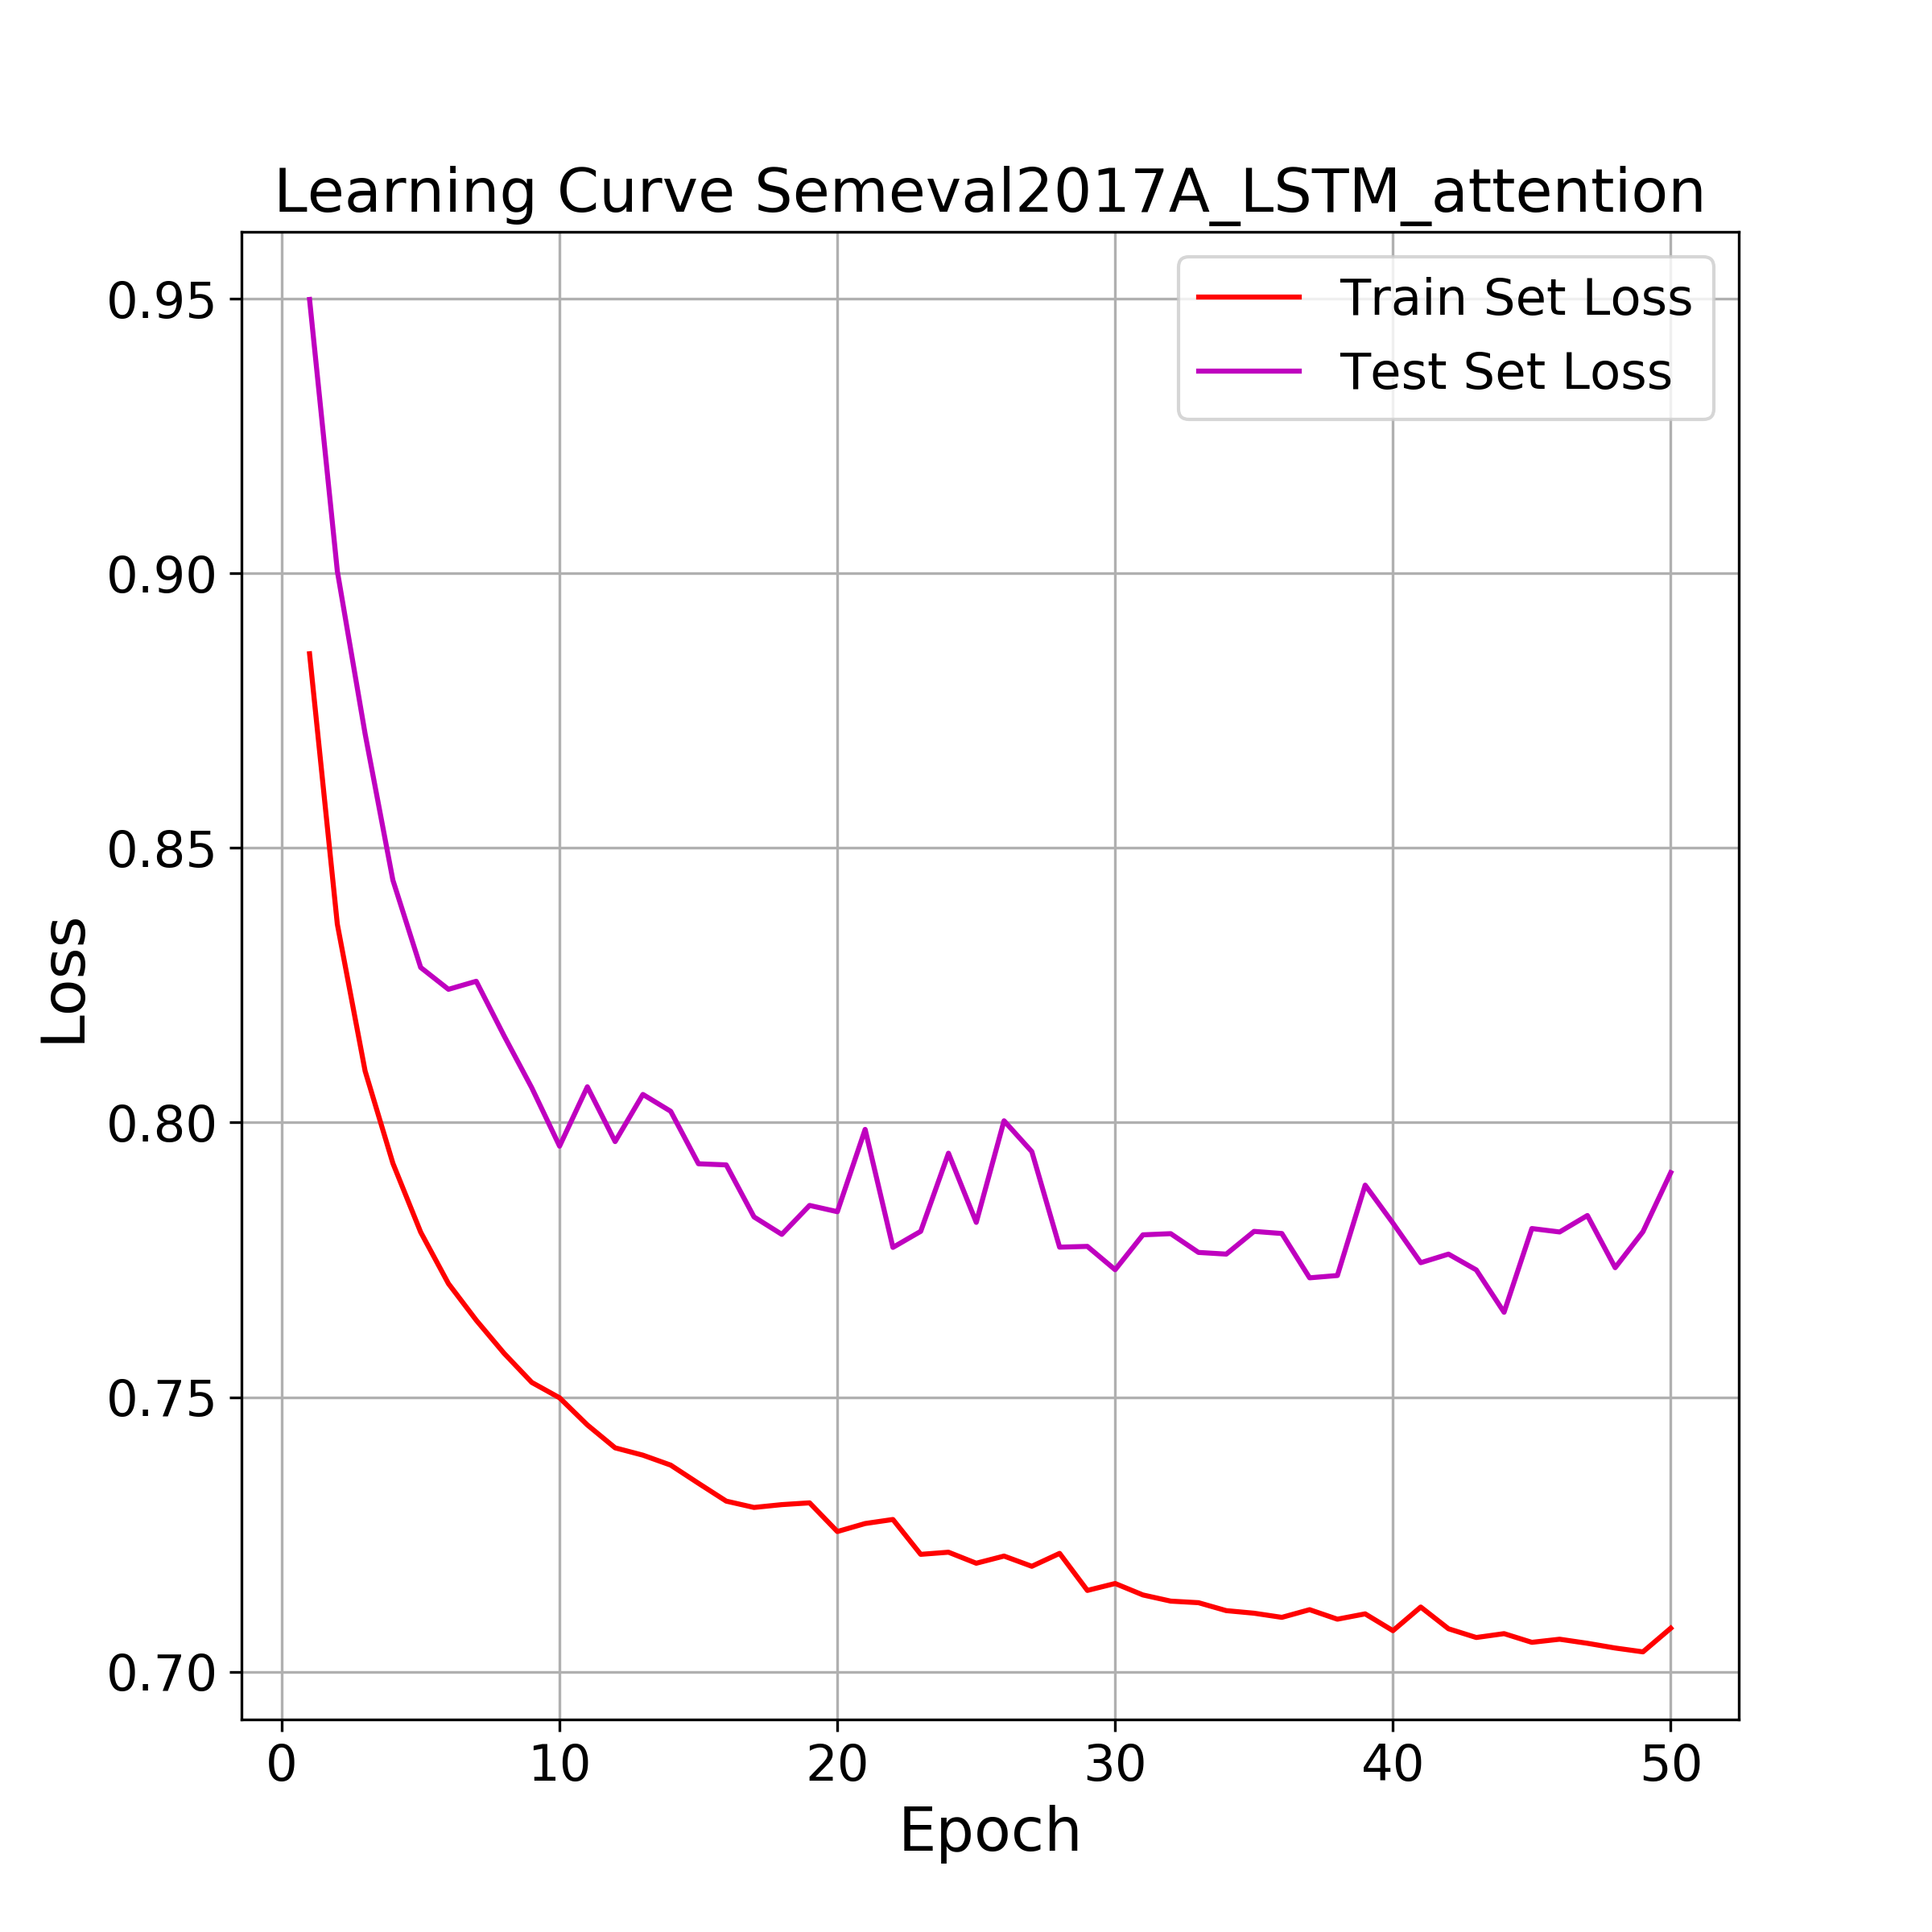 Learning Curve Semeval2017A_LSTM_attention
Train Set Loss
Test Set Loss
0.95
0.90
0.85
0.80
0.75
0.70
Loss
0 10 20 30 40 50
Epoch